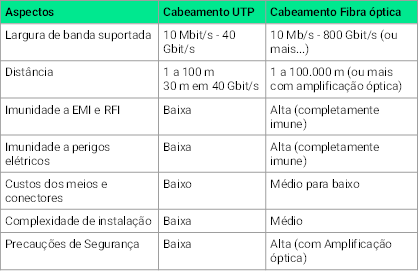 Aspectos Cabeamento UTP Cabeamento Fibra óptica
Largura de banda suportada 10 Mbit/s - 40 10 Mb/s - 800 Gbit/s (ou
Gbit/s mais...)
Distância 1 a 100 m 1 a 100.000 m (ou mais
30 m em 40 Gbit/s com amplificação óptica)
Imunidade a EMI e RFI Baixa Alta (completamente
imune)
Imunidade a perigos Baixa Alta (completamente
elétricos imune)
Custos dos meios e Baixo Médio para baixo
conectores
Complexidade de instalação Baixa Médio
Precauções de Segurança Baixa Alta (com Amplificação
óptica)